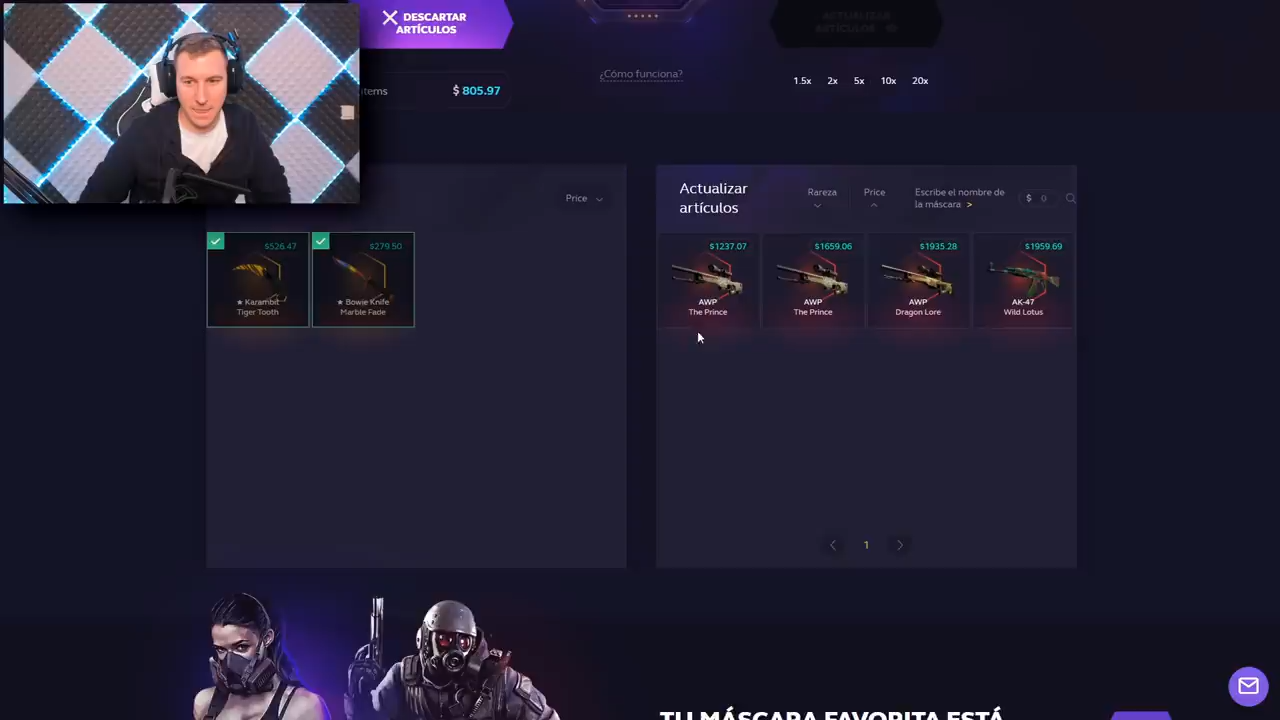 DESCARTAR
ARTÍCULOS
ACTUALIZAR
ARTÍCULOS
items
$ 805.97
¿Cómo funciona?
1.5x 2x 5x 10x 20x
Price
$526.47
★ Karambit
Tiger Tooth
$279.50
★ Bowie Knife
Marble Fade
Actualizar
artículos
Rareza
Price
Escribe el nombre de
la máscara >
$ 0
$1237.07
AWP
The Prince
$1659.06
AWP
The Prince
$1935.28
AWP
Dragon Lore
$1959.69
AK-47
Wild Lotus
1
TU MÁSCARA FAVORITA ESTÁ